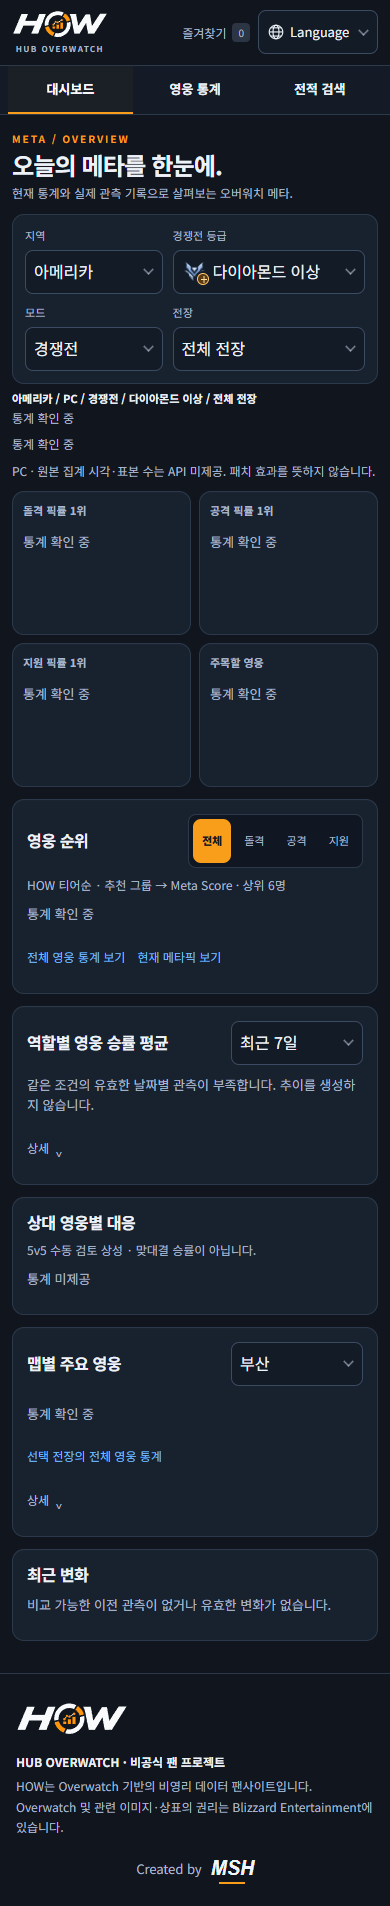 HOW
HUB OVERWATCH
즐겨찾기 0
Language
대시보드 영웅 통계 전적 검색
META / OVERVIEW
오늘의 메타를 한눈에.
현재 통계와 실제 관측 기록으로 살펴보는 오버워치 메타.
지역 경쟁전 등급
아메리카 다이아몬드 이상
모드 전장
경쟁전 전체 전장
아메리카 / PC / 경쟁전 / 다이아몬드 이상 / 전체 전장
통계 확인 중
통계 확인 중
PC · 원본 집계 시각·표본 수는 API 미제공. 패치 효과를 뜻하지 않습니다.
돌격 픽률 1위 공격 픽률 1위
통계 확인 중 통계 확인 중
지원 픽률 1위 주목할 영웅
통계 확인 중 통계 확인 중
영웅 순위 전체 돌격 공격 지원
HOW 티어순 · 추천 그룹 → Meta Score · 상위 6명
통계 확인 중
전체 영웅 통계 보기 현재 메타픽 보기
역할별 영웅 승률 평균 최근 7일
같은 조건의 유효한 날짜별 관측이 부족합니다. 추이를 생성하
지 않습니다.
상세
상대 영웅별 대응
5v5 수동 검토 상성 · 맞대결 승률이 아닙니다.
통계 미제공
맵별 주요 영웅 부산
통계 확인 중
선택 전장의 전체 영웅 통계
상세
최근 변화
비교 가능한 이전 관측이 없거나 유효한 변화가 없습니다.
HOW
HUB OVERWATCH · 비공식 팬 프로젝트
HOW는 Overwatch 기반의 비영리 데이터 팬사이트입니다.
Overwatch 및 관련 이미지·상표의 권리는 Blizzard Entertainment에
있습니다.
Created by MSH